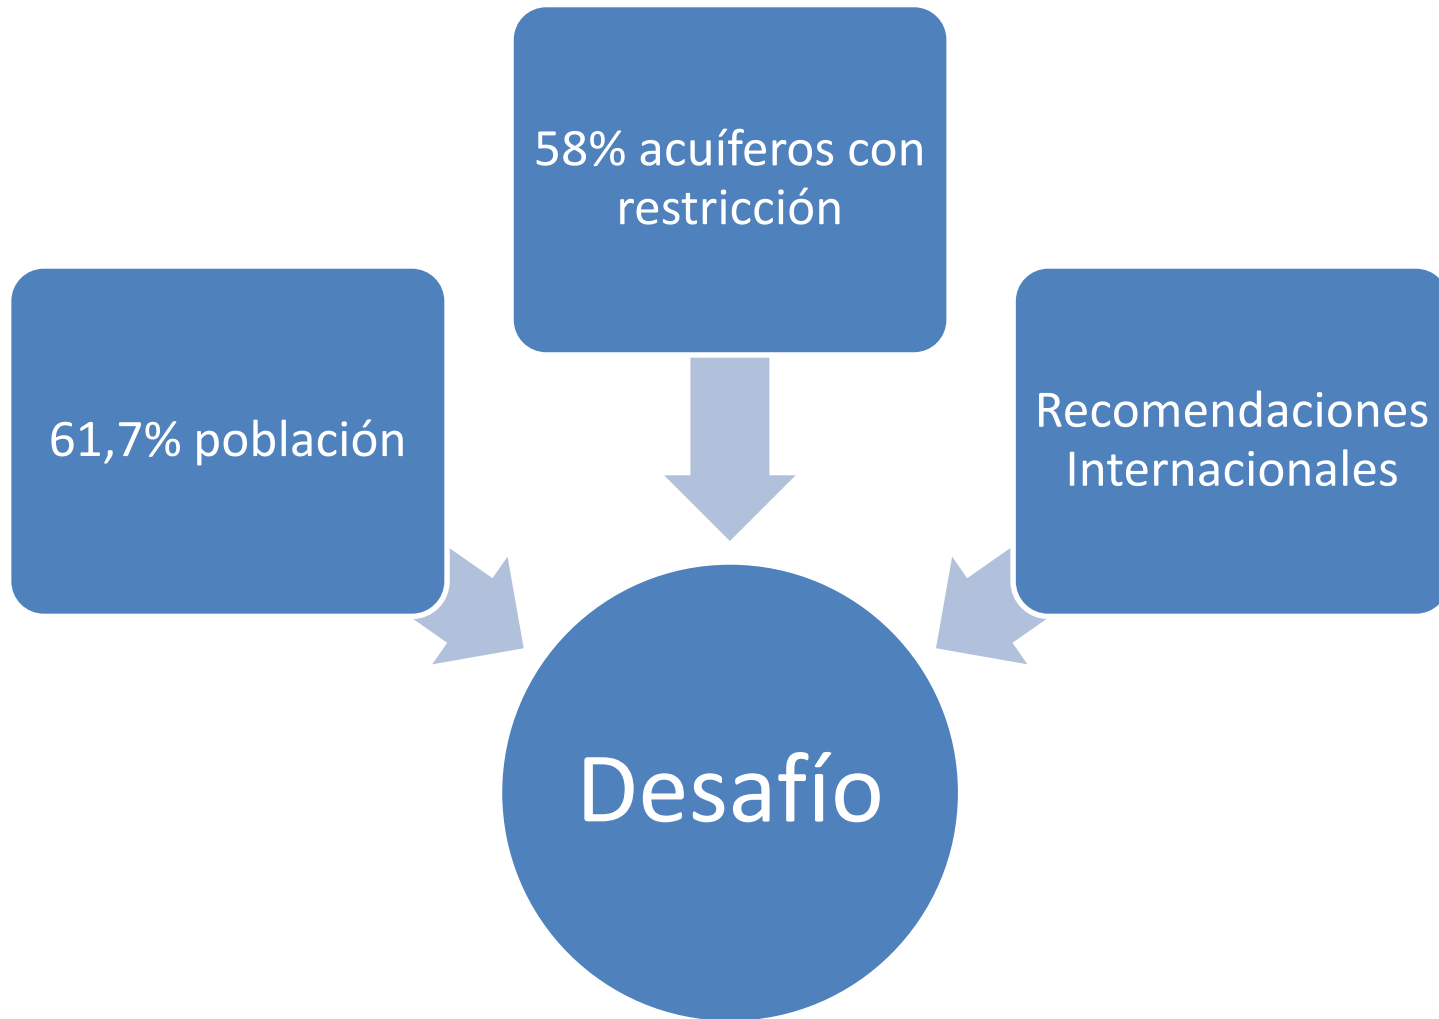 58% acuíferos con
restricción
61,7% población
Recomendaciones
Internacionales
Desafío